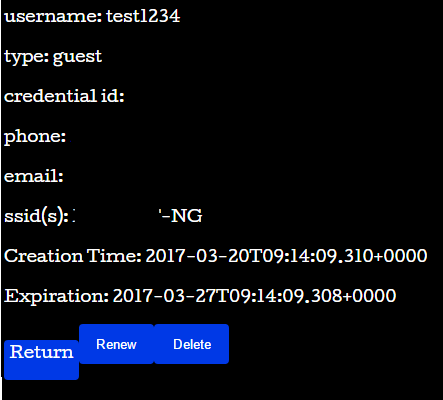 username: test1234
type: guest
credential id:
phone:
email:
ssid(s): '-NG
Creation Time: 2017-03-20T09:14:09.310+0000
Expiration: 2017-03-27T09:14:09.308+0000
Return Renew Delete